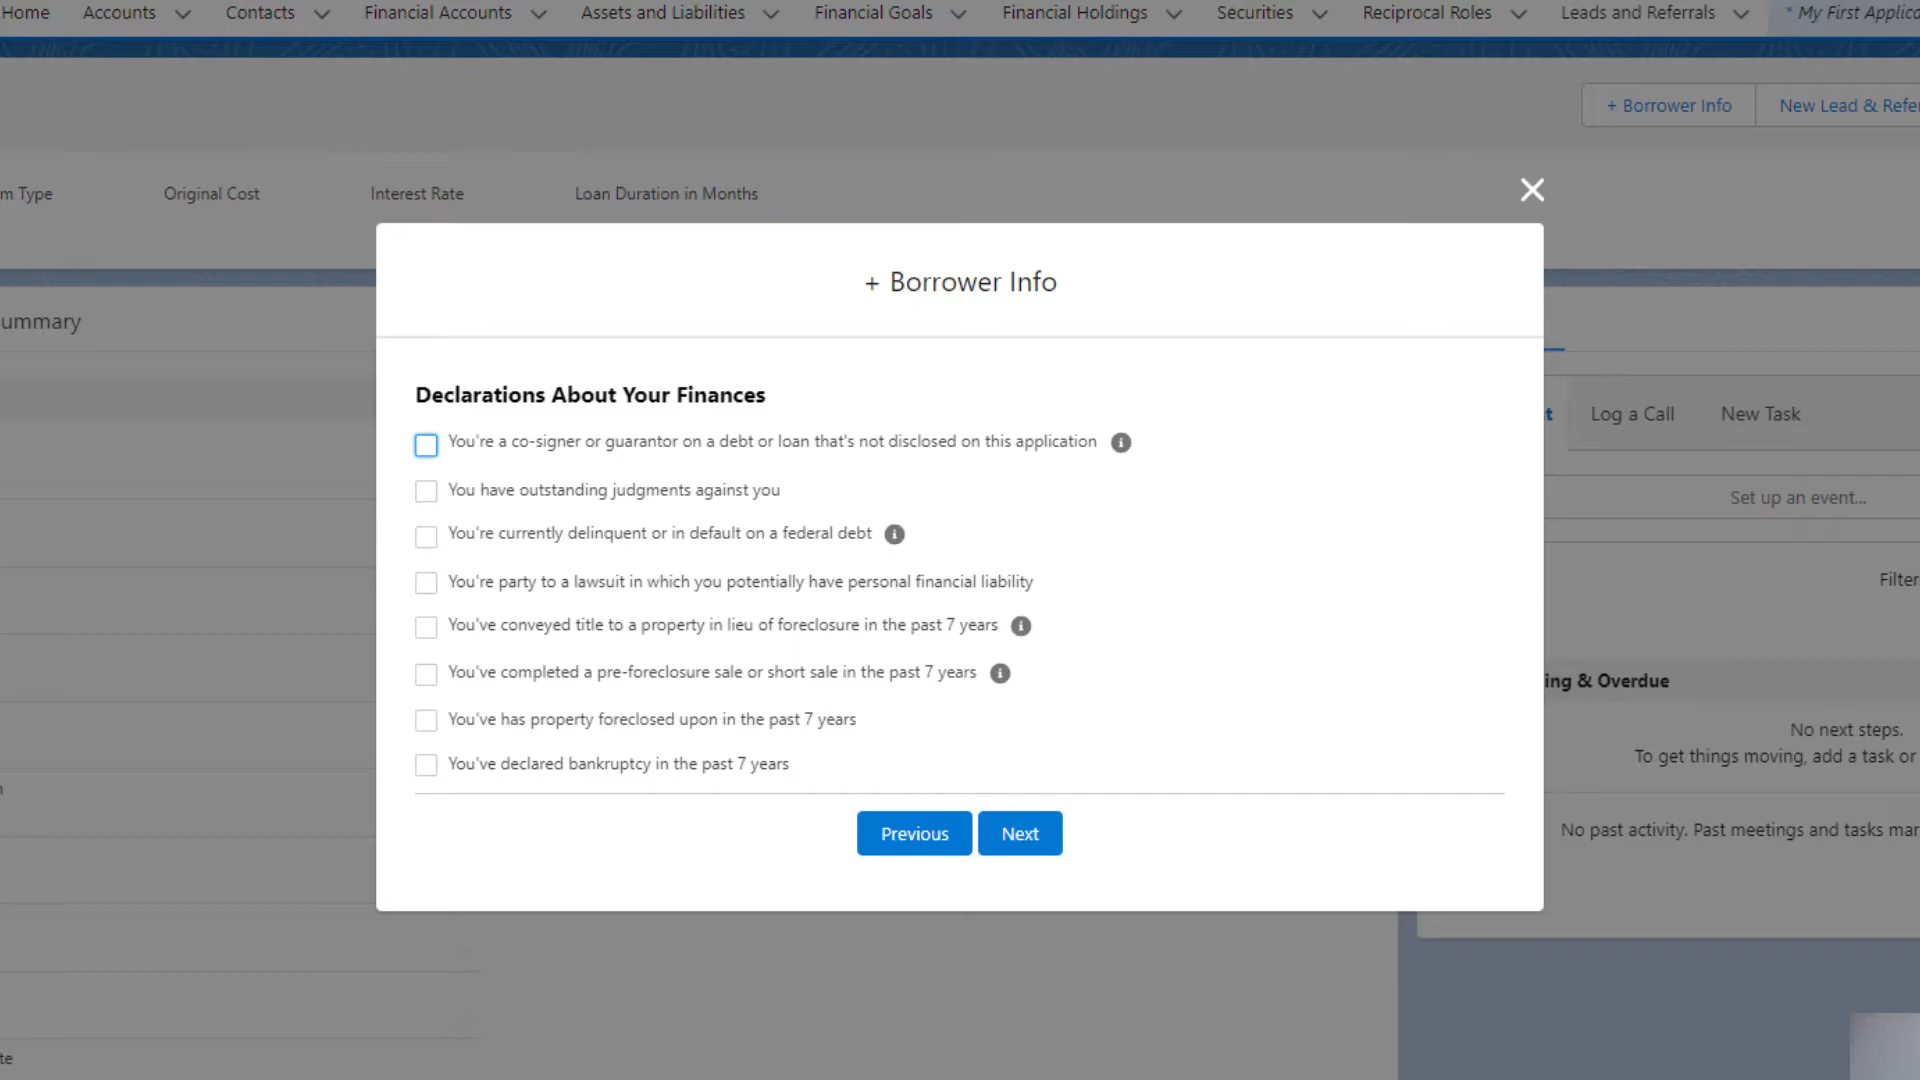 Home Accounts Contacts Financial Accounts Assets and Liabilities Financial Goals Financial Holdings Securities Reciprocal Roles Leads and Referrals * My First Applica
+ Borrower Info New Lead & Refer
m Type Original Cost Interest Rate Loan Duration in Months
+ Borrower Info
ummary
Declarations About Your Finances
t Log a Call New Task
You're a co-signer or guarantor on a debt or loan that's not disclosed on this application
You have outstanding judgments against you
Set up an event...
You're currently delinquent or in default on a federal debt
You're party to a lawsuit in which you potentially have personal financial liability
Filter
You've conveyed title to a property in lieu of foreclosure in the past 7 years
You've completed a pre-foreclosure sale or short sale in the past 7 years
ing & Overdue
You've has property foreclosed upon in the past 7 years
No next steps.
To get things moving, add a task or
You've declared bankruptcy in the past 7 years
Previous Next
No past activity. Past meetings and tasks mar
te